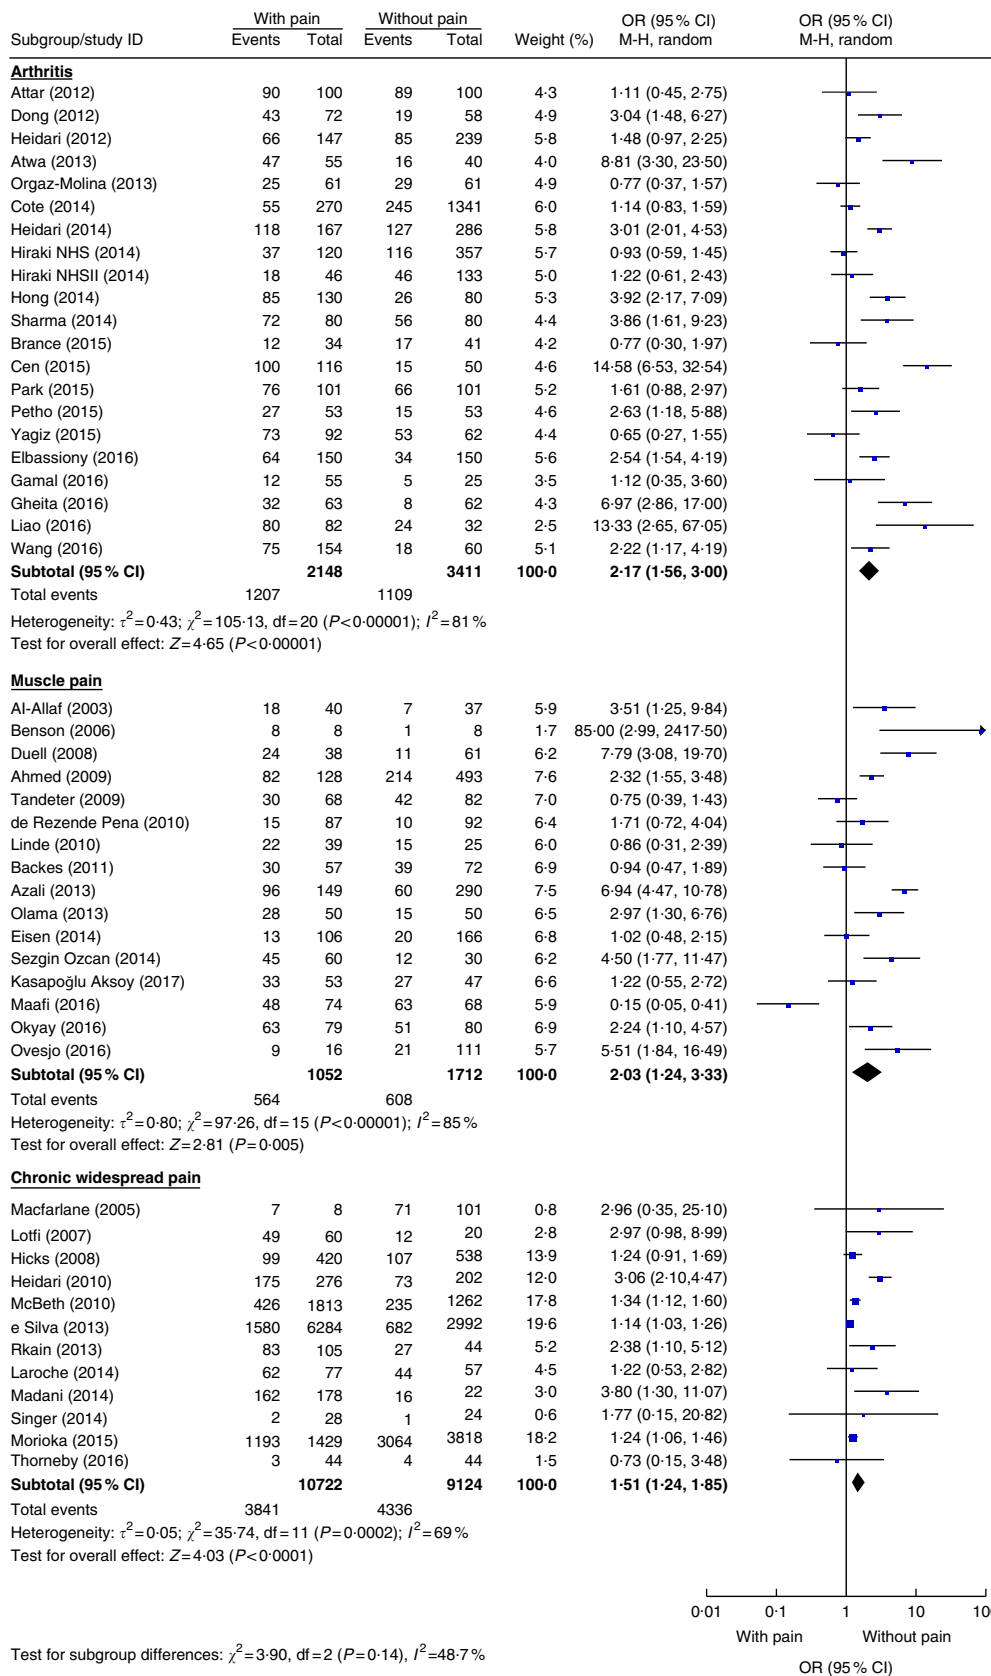 With pain Without pain OR (95 % CI) OR (95 % CI)
Subgroup/study ID Events Total Events Total Weight (%) M-H, random M-H, random
Arthritis
Attar (2012) 90 100 89 100 4·3 1·11 (0·45, 2·75)
Dong (2012) 43 72 19 58 4·9 3·04 (1·48, 6·27)
Heidari (2012) 66 147 85 239 5·8 1·48 (0·97, 2·25)
Atwa (2013) 47 55 16 40 4·0 8·81 (3·30, 23·50)
Orgaz-Molina (2013) 25 61 29 61 4·9 0·77 (0·37, 1·57)
Cote (2014) 55 270 245 1341 6·0 1·14 (0·83, 1·59)
Heidari (2014) 118 167 127 286 5·8 3·01 (2·01, 4·53)
Hiraki NHS (2014) 37 120 116 357 5·7 0·93 (0·59, 1·45)
Hiraki NHSII (2014) 18 46 46 133 5·0 1·22 (0·61, 2·43)
Hong (2014) 85 130 26 80 5·3 3·92 (2·17, 7·09)
Sharma (2014) 72 80 56 80 4·4 3·86 (1·61, 9·23)
Brance (2015) 12 34 17 41 4·2 0·77 (0·30, 1·97)
Cen (2015) 100 116 15 50 4·6 14·58 (6·53, 32·54)
Park (2015) 76 101 66 101 5·2 1·61 (0·88, 2·97)
Petho (2015) 27 53 15 53 4·6 2·63 (1·18, 5·88)
Yagiz (2015) 73 92 53 62 4·4 0·65 (0·27, 1·55)
Elbassiony (2016) 64 150 34 150 5·6 2·54 (1·54, 4·19)
Gamal (2016) 12 55 5 25 3·5 1·12 (0·35, 3·60)
Gheita (2016) 32 63 8 62 4·3 6·97 (2·86, 17·00)
Liao (2016) 80 82 24 32 2·5 13·33 (2·65, 67·05)
Wang (2016) 75 154 18 60 5·1 2·22 (1·17, 4·19)
Subtotal (95 % CI) 2148 3411 100·0 2·17 (1·56, 3·00)
Total events 1207 1109
Heterogeneity: τ²=0·43; χ²=105·13, df=20 (P<0·00001); I²=81 %
Test for overall effect: Z=4·65 (P<0·00001)
Muscle pain
Al-Allaf (2003) 18 40 7 37 5·9 3·51 (1·25, 9·84)
Benson (2006) 8 8 1 8 1·7 85·00 (2·99, 2417·50)
Duell (2008) 24 38 11 61 6·2 7·79 (3·08, 19·70)
Ahmed (2009) 82 128 214 493 7·6 2·32 (1·55, 3·48)
Tandeter (2009) 30 68 42 82 7·0 0·75 (0·39, 1·43)
de Rezende Pena (2010) 15 87 10 92 6·4 1·71 (0·72, 4·04)
Linde (2010) 22 39 15 25 6·0 0·86 (0·31, 2·39)
Backes (2011) 30 57 39 72 6·9 0·94 (0·47, 1·89)
Azali (2013) 96 149 60 290 7·5 6·94 (4·47, 10·78)
Olama (2013) 28 50 15 50 6·5 2·97 (1·30, 6·76)
Eisen (2014) 13 106 20 166 6·8 1·02 (0·48, 2·15)
Sezgin Ozcan (2014) 45 60 12 30 6·2 4·50 (1·77, 11·47)
Kasapoğlu Aksoy (2017) 33 53 27 47 6·6 1·22 (0·55, 2·72)
Maafi (2016) 48 74 63 68 5·9 0·15 (0·05, 0·41)
Okyay (2016) 63 79 51 80 6·9 2·24 (1·10, 4·57)
Ovesjo (2016) 9 16 21 111 5·7 5·51 (1·84, 16·49)
Subtotal (95 % CI) 1052 1712 100·0 2·03 (1·24, 3·33)
Total events 564 608
Heterogeneity: τ²=0·80; χ²=97·26, df=15 (P<0·00001); I²=85 %
Test for overall effect: Z=2·81 (P=0·005)
Chronic widespread pain
Macfarlane (2005) 7 8 71 101 0·8 2·96 (0·35, 25·10)
Lotfi (2007) 49 60 12 20 2·8 2·97 (0·98, 8·99)
Hicks (2008) 99 420 107 538 13·9 1·24 (0·91, 1·69)
Heidari (2010) 175 276 73 202 12·0 3·06 (2·10,4·47)
McBeth (2010) 426 1813 235 1262 17·8 1·34 (1·12, 1·60)
e Silva (2013) 1580 6284 682 2992 19·6 1·14 (1·03, 1·26)
Rkain (2013) 83 105 27 44 5·2 2·38 (1·10, 5·12)
Laroche (2014) 62 77 44 57 4·5 1·22 (0·53, 2·82)
Madani (2014) 162 178 16 22 3·0 3·80 (1·30, 11·07)
Singer (2014) 2 28 1 24 0·6 1·77 (0·15, 20·82)
Morioka (2015) 1193 1429 3064 3818 18·2 1·24 (1·06, 1·46)
Thorneby (2016) 3 44 4 44 1·5 0·73 (0·15, 3·48)
Subtotal (95 % CI) 10722 9124 100·0 1·51 (1·24, 1·85)
Total events 3841 4336
Heterogeneity: τ²=0·05; χ²=35·74, df=11 (P=0·0002); I²=69 %
Test for overall effect: Z=4·03 (P<0·0001)
0·01 0·1 1 10 10
With pain Without pain
Test for subgroup differences: χ²=3·90, df=2 (P=0·14), I²=48·7 %
OR (95 % CI)